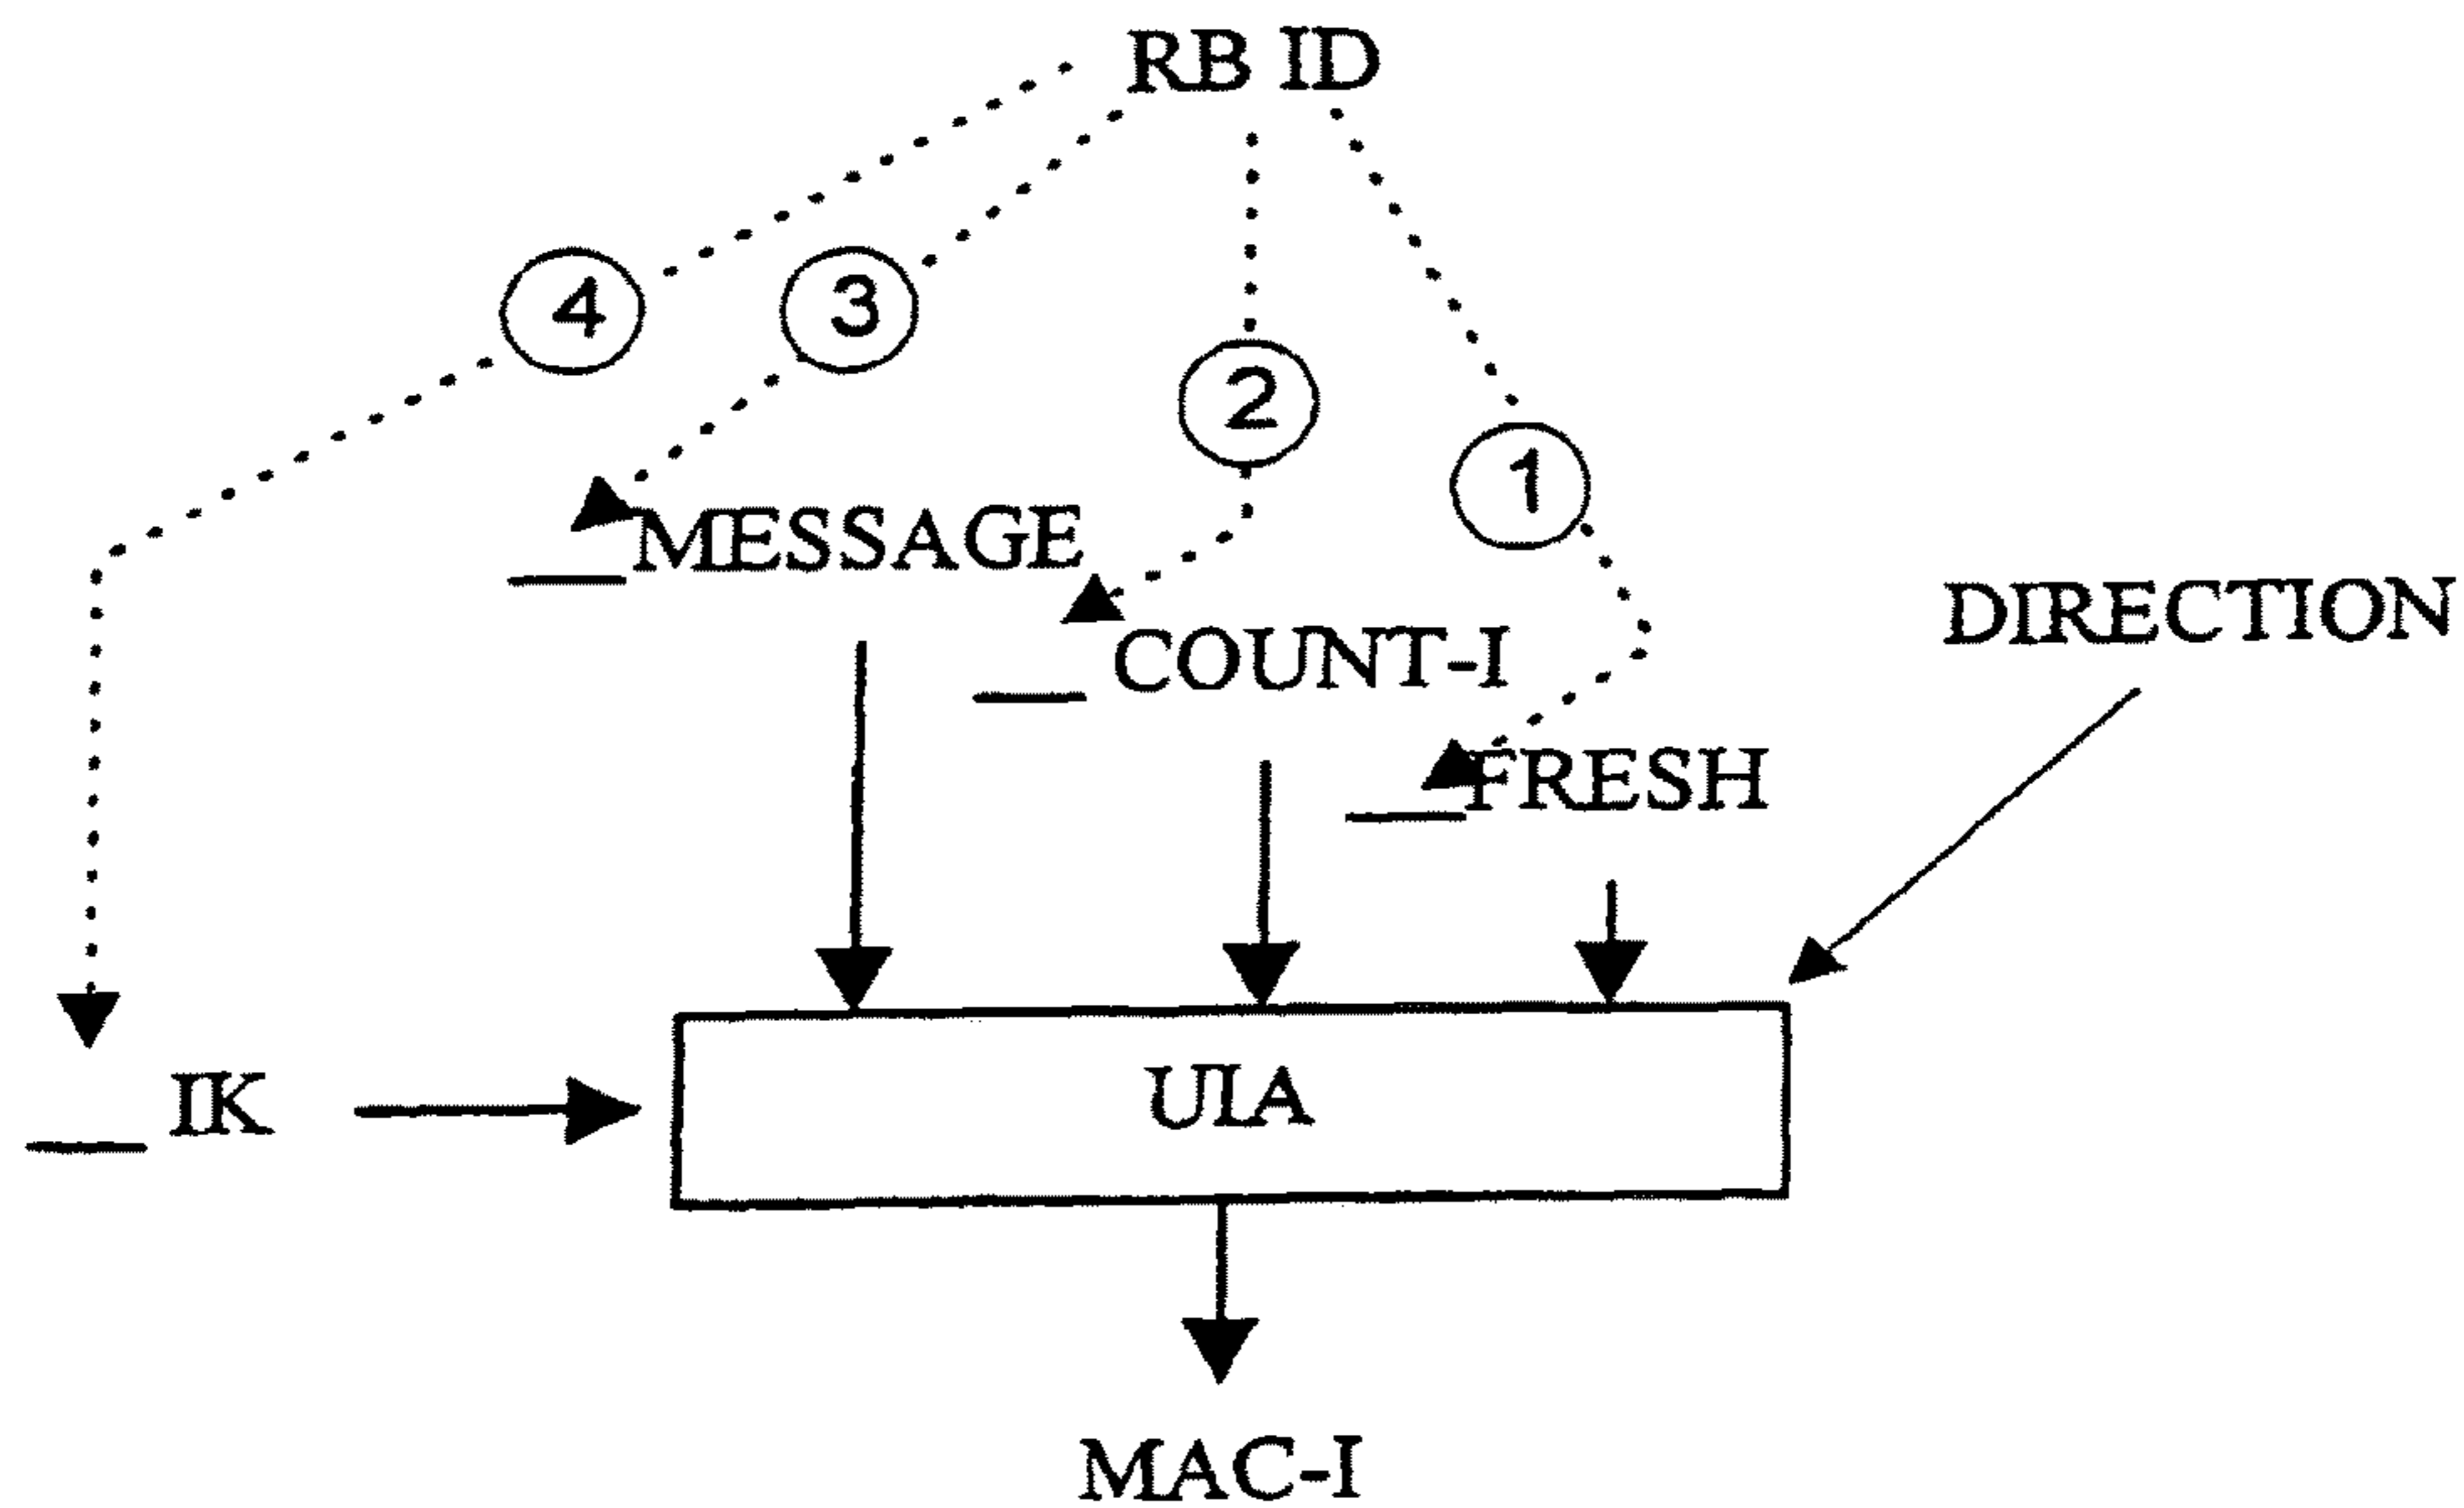 RB ID
4
3
2
1
MESSAGE
DIRECTION
COUNT-I
FRESH
IK
UIA
MAC-I